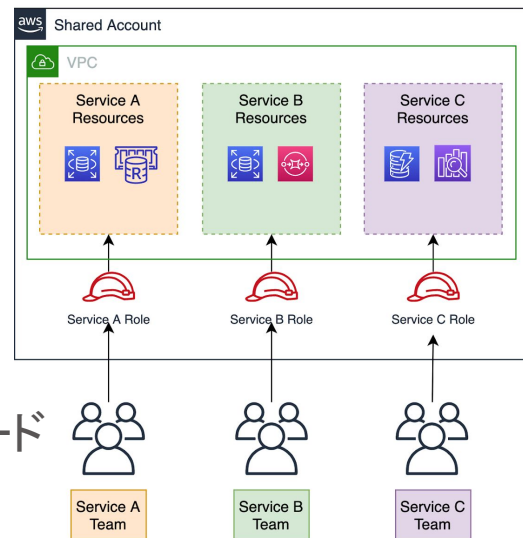 aws
Shared Account
VPC
Service A
Resources
Service B
Resources
Service C
Resources
R
Service A Role
Service B Role
Service C Role
ード
Service A
Team
Service B
Team
Service C
Team